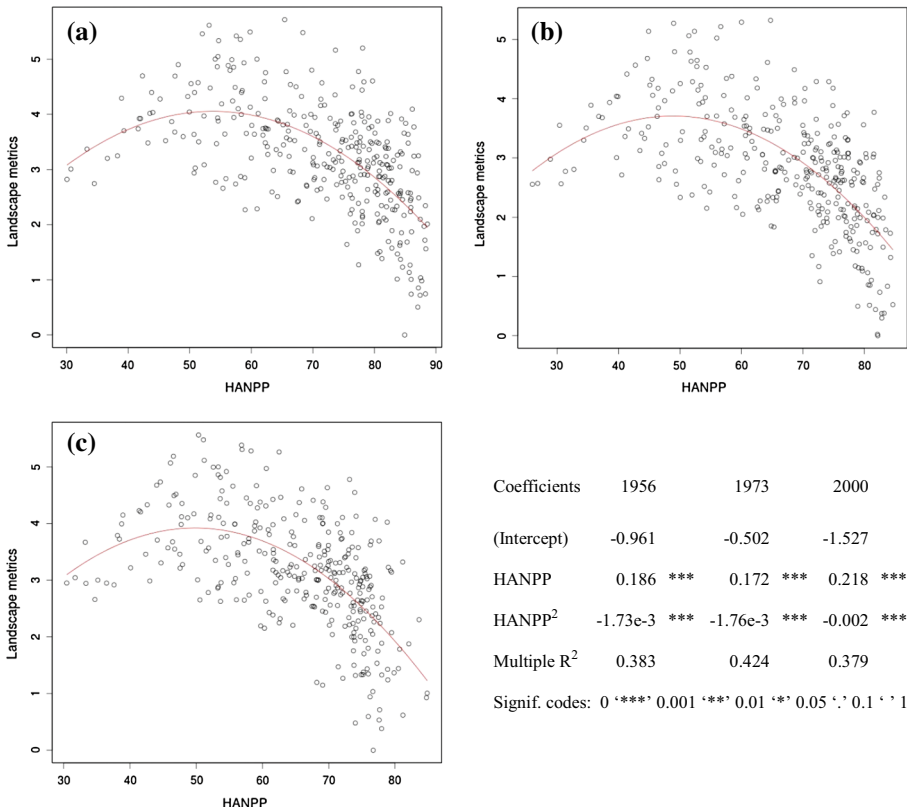 (a)
Landscape metrics
5
4
3
2
1
0
30 40 50 60 70 80 90
HANPP
(b)
Landscape metrics
5
4
3
2
1
0
30 40 50 60 70 80
HANPP
(c)
Landscape metrics
5
4
3
2
1
0
30 40 50 60 70 80
HANPP
Coefficients 1956 1973 2000
(Intercept) -0.961 -0.502 -1.527
HANPP 0.186 *** 0.172 *** 0.218 ***
HANPP² -1.73e-3 *** -1.76e-3 *** -0.002 ***
Multiple R² 0.383 0.424 0.379
Signif. codes: 0 ‘***’ 0.001 ‘**’ 0.01 ‘*’ 0.05 ‘.’ 0.1 ‘ ’ 1